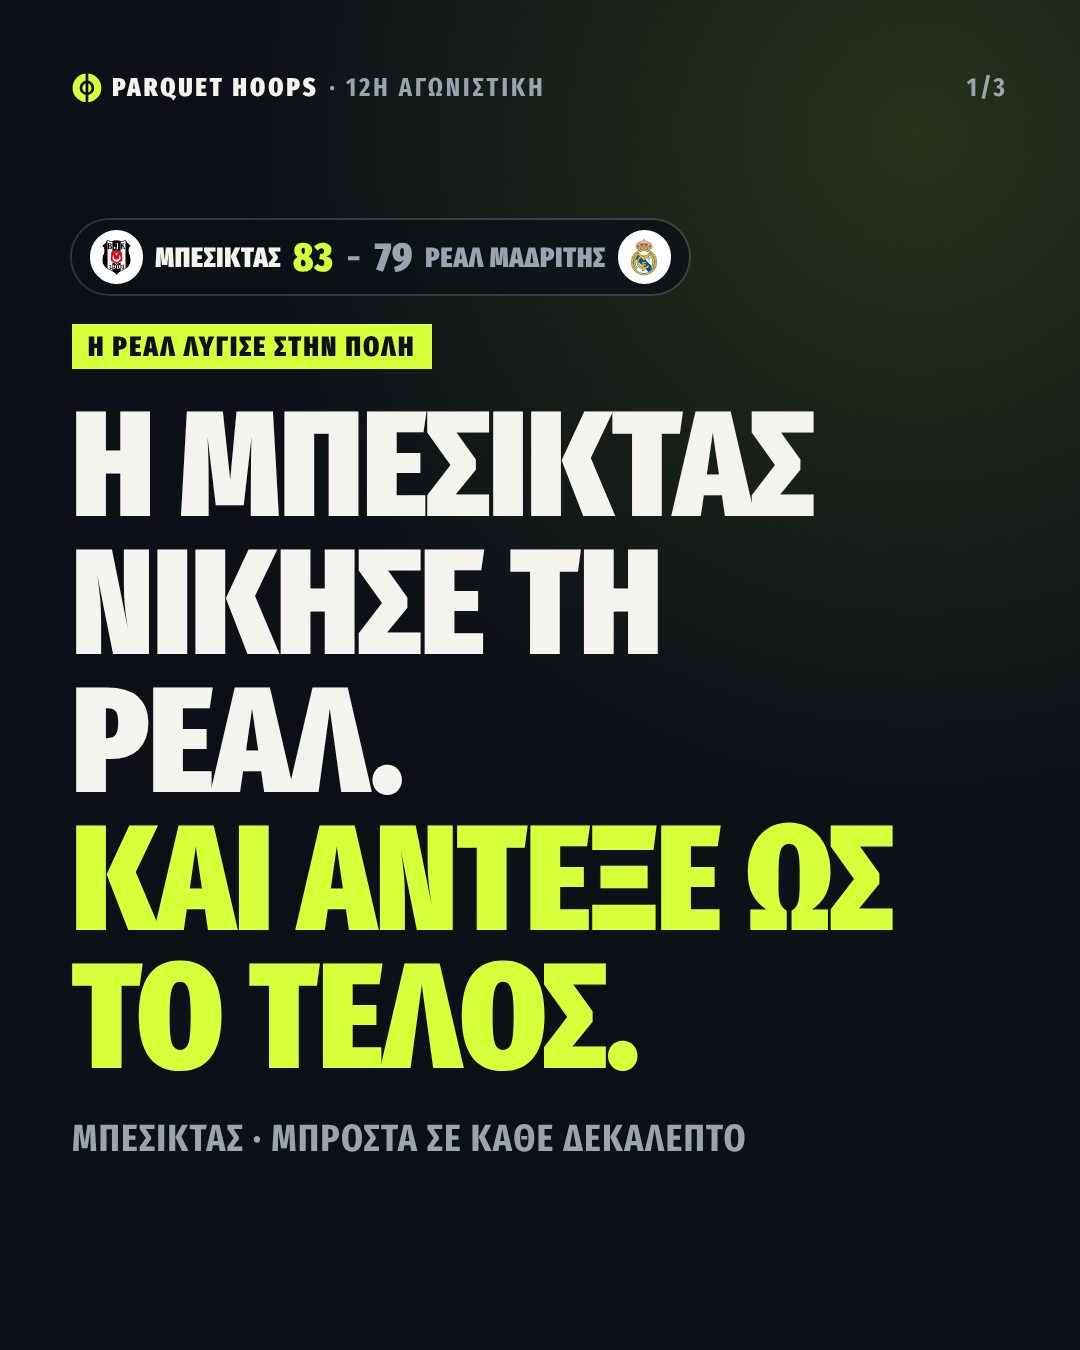 PARQUET HOOPS · 12Η ΑΓΩΝΙΣΤΙΚΗ 1/3
ΜΠΕΣΙΚΤΑΣ 83 - 79 ΡΕΑΛ ΜΑΔΡΙΤΗΣ
Η ΡΕΑΛ ΛΥΓΙΣΕ ΣΤΗΝ ΠΟΛΗ
Η ΜΠΕΣΙΚΤΑΣ
ΝΙΚΗΣΕ ΤΗ
ΡΕΑΛ.
ΚΑΙ ΑΝΤΕΞΕ ΩΣ
ΤΟ ΤΕΛΟΣ.
ΜΠΕΣΙΚΤΑΣ · ΜΠΡΟΣΤΑ ΣΕ ΚΑΘΕ ΔΕΚΑΛΕΠΤΟ